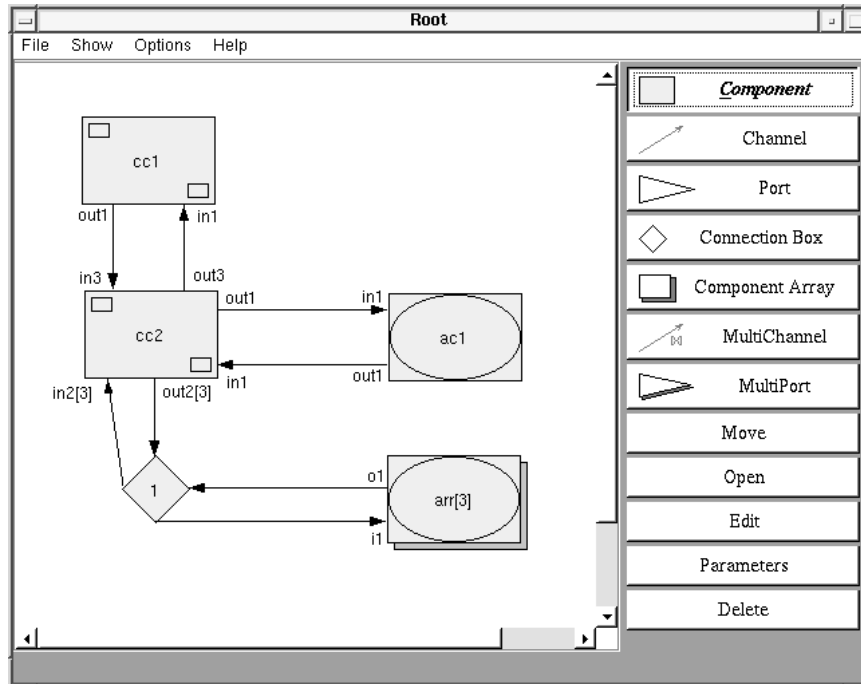 Root
File Show Options Help
cc1
out1
in1
in3
out3
cc2
out1
in1
in1
out1
ac1
in2[3]
out2[3]
1
o1
i1
arr[3]
Component
Channel
Port
Connection Box
Component Array
MultiChannel
MultiPort
Move
Open
Edit
Parameters
Delete